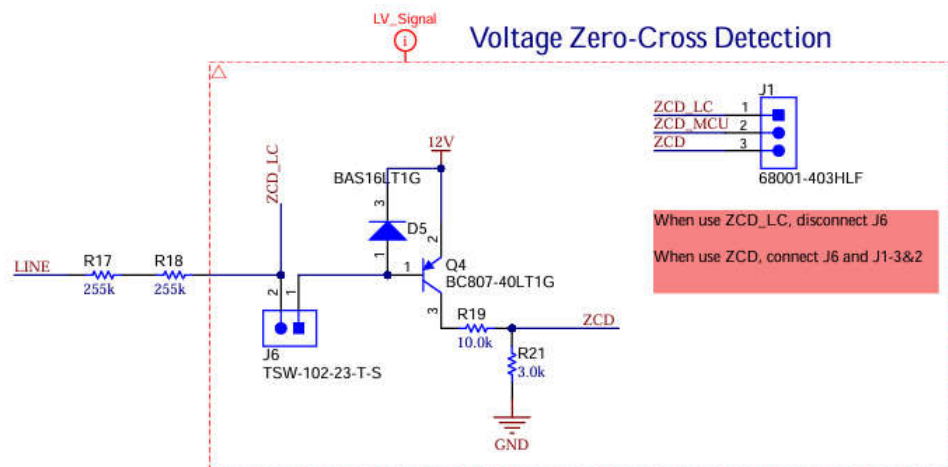 LV_Signal
i
Voltage Zero-Cross Detection
J1
ZCD_LC 1
ZCD_MCU 2
ZCD 3
68001-403HLF
12V
BAS16LT1G
ZCD_LC
3
D5
1
2
When use ZCD_LC, disconnect J6
When use ZCD, connect J6 and J1-3&2
LINE
R17
255k
R18
255k
1
Q4
BC807-40LT1G
2
1
3
R19
10.0k
ZCD
J6
TSW-102-23-T-S
R21
3.0k
GND